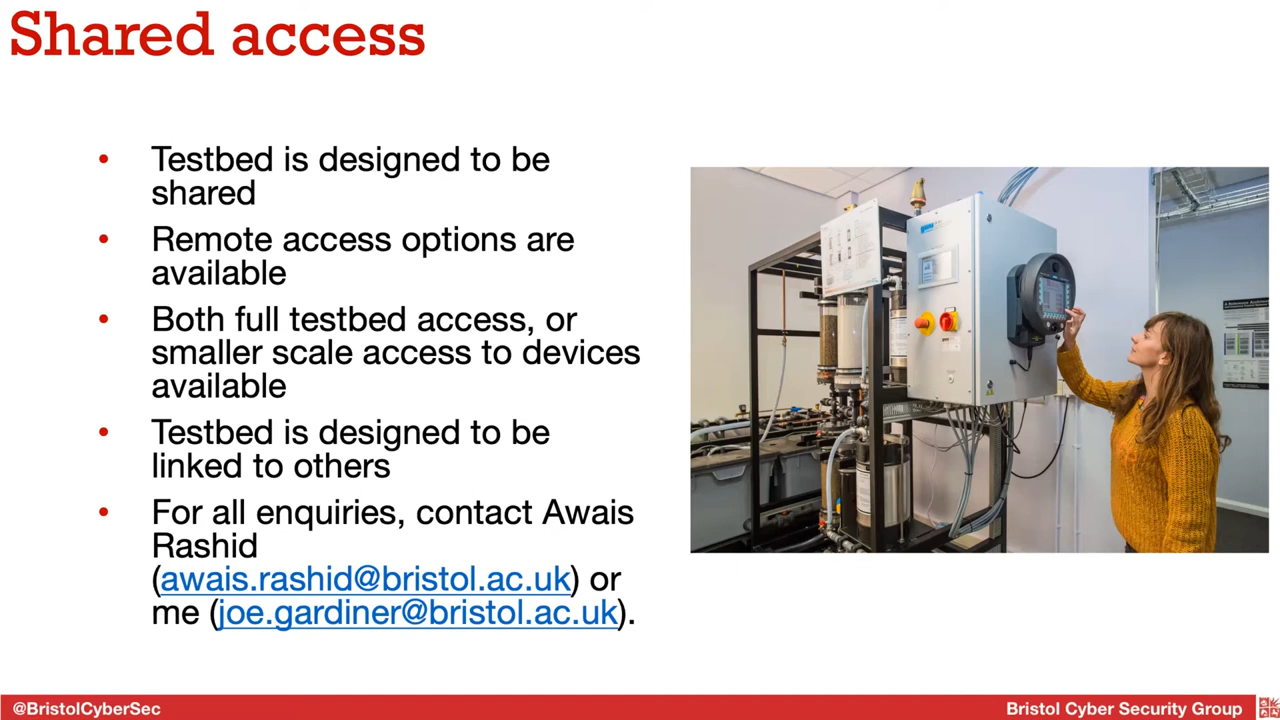 Shared access
• Testbed is designed to be
shared
• Remote access options are
available
• Both full testbed access, or
smaller scale access to devices
available
• Testbed is designed to be
linked to others
• For all enquiries, contact Awais
Rashid
(awais.rashid@bristol.ac.uk) or
me (joe.gardiner@bristol.ac.uk).
@BristolCyberSec
Bristol Cyber Security Group